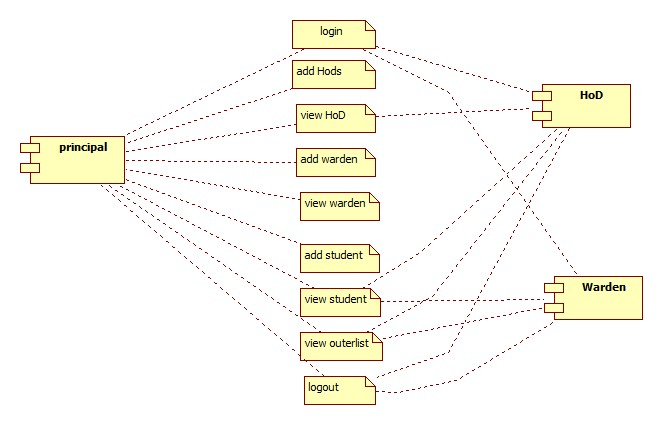 login
add Hods
view HoD
HoD
principal
add warden
view warden
add student
view student
Warden
view outerlist
logout